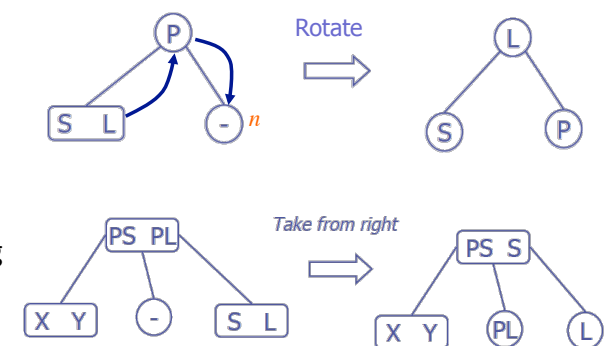 P Rotate L
S L - n S P
PS PL Take from right PS S
g
X Y - S L X Y PL L